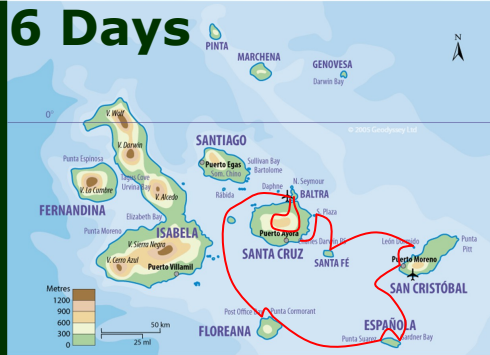 6 Days
PINTA
MARCHENA
GENOVESA
Darwin Bay
N
0°
© 2005 Geodyssey Ltd
V. Wolf
V. Darwin
SANTIAGO
Puerto Egas
Sullivan Bay
Bartolome
Som. Chino
Punta Espinosa
Tagus Cove
Urvina Bay
V. La Cumbre
V. Alcedo
Rábida
Daphne
N. Seymour
BALTRA
FERNANDINA
Elizabeth Bay
Punta Moreno
ISABELA
S. Plaza
Puerto Ayora
Charles Darwin RS
SANTA CRUZ
SANTA FÉ
León Dormido
Punta
Pitt
V. Sierra Negra
V. Cerro Azul
Puerto Villamil
Puerto Moreno
SAN CRISTÓBAL
Metres
1200
900
600
300
0
50 km
25 ml
Post Office Bay
Punta Cormorant
FLOREANA
ESPAÑOLA
Punta Suarez
Gardner Bay